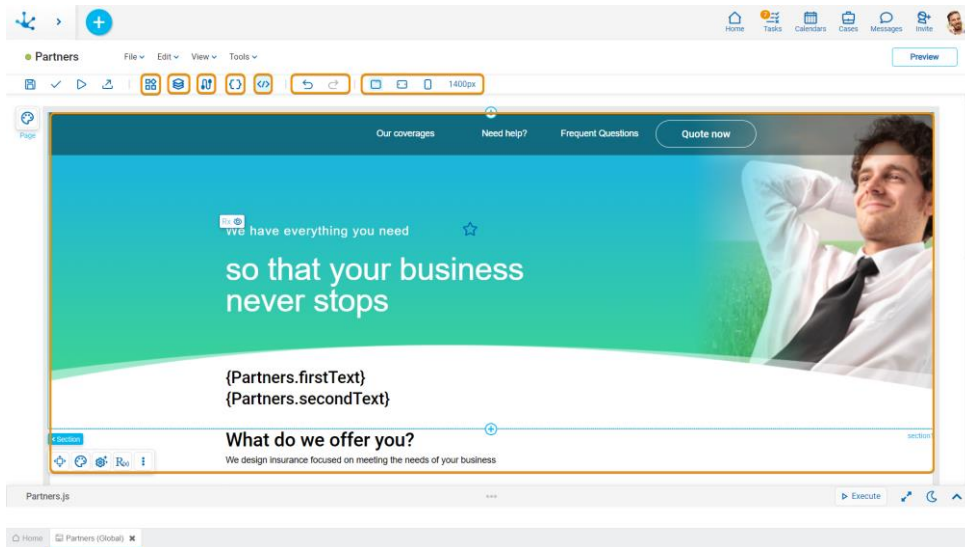 Home
Tasks
Calendars
Cases
Messages
Invite
Partners
File
Edit
View
Tools
Preview
1400px
Page
Our coverages
Need help?
Frequent Questions
Quote now
Rx
We have everything you need
so that your business
never stops
{Partners.firstText}
{Partners.secondText}
Section
What do we offer you?
section1
We design insurance focused on meeting the needs of your business
Partners.js
Execute
Home
Partners (Global)